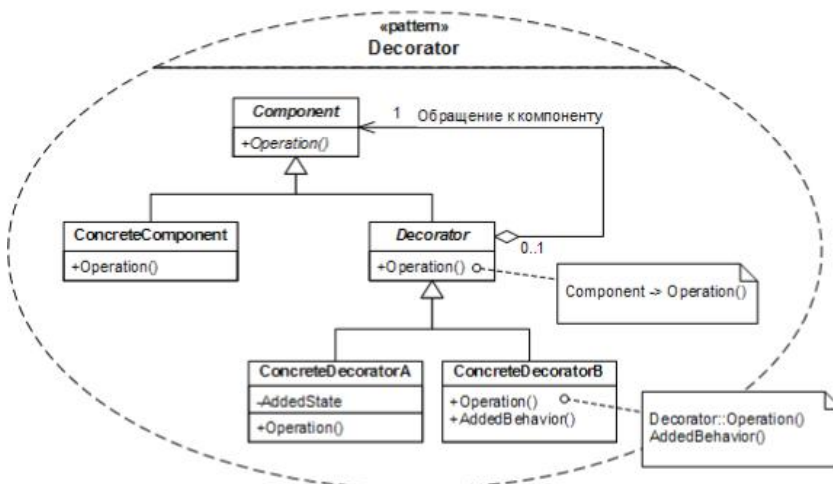 «pattern»
Decorator
Component
+Operation()
1 Обращение к компоненту
ConcreteComponent
+Operation()
Decorator
+Operation()
0..1
Component -> Operation()
ConcreteDecoratorA
-AddedState
+Operation()
ConcreteDecoratorB
+Operation()
+AddedBehavior()
Decorator::Operation()
AddedBehavior()